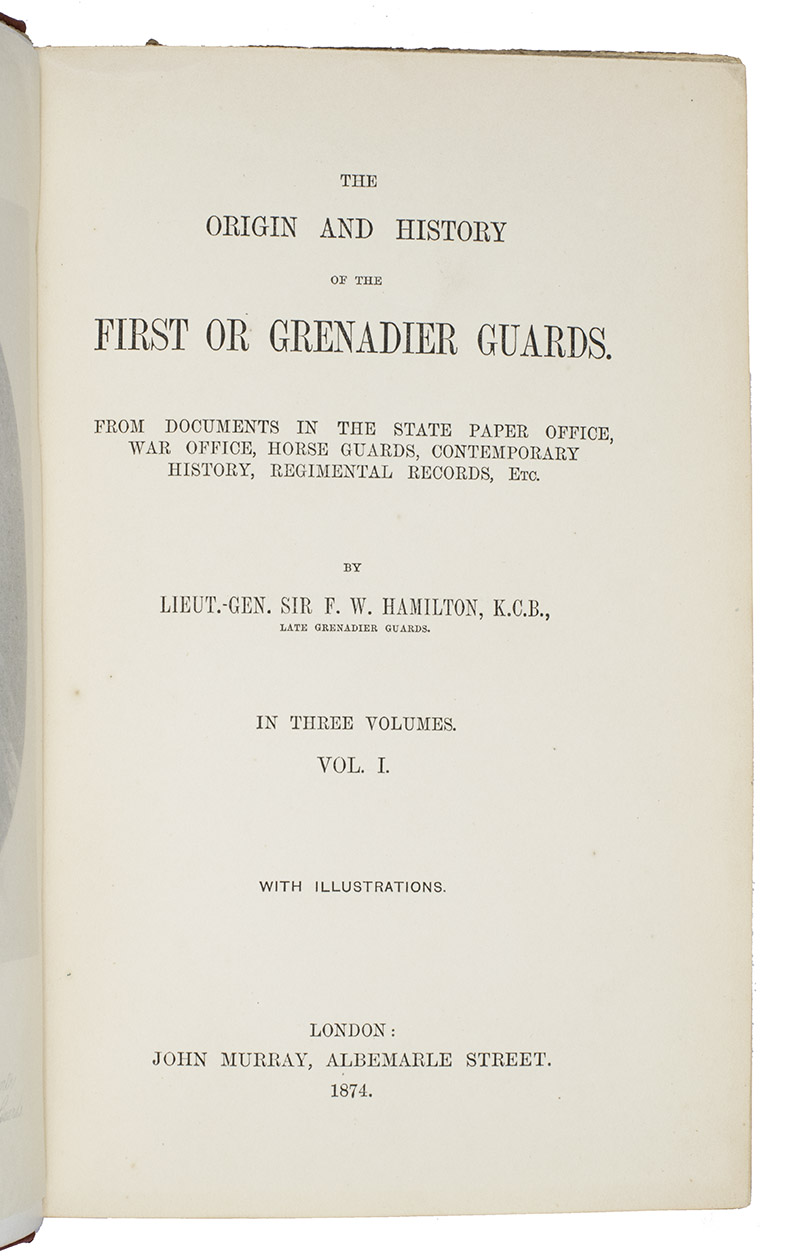 THE
ORIGIN AND HISTORY
OF THE
FIRST OR GRENADIER GUARDS.
FROM DOCUMENTS IN THE STATE PAPER OFFICE,
WAR OFFICE, HORSE GUARDS, CONTEMPORARY
HISTORY, REGIMENTAL RECORDS, ETC.
BY
LIEUT.-GEN. SIR F. W. HAMILTON, K.C.B.,
LATE GRENADIER GUARDS.
IN THREE VOLUMES.
VOL. I.
WITH ILLUSTRATIONS.
LONDON:
JOHN MURRAY, ALBEMARLE STREET.
1874.